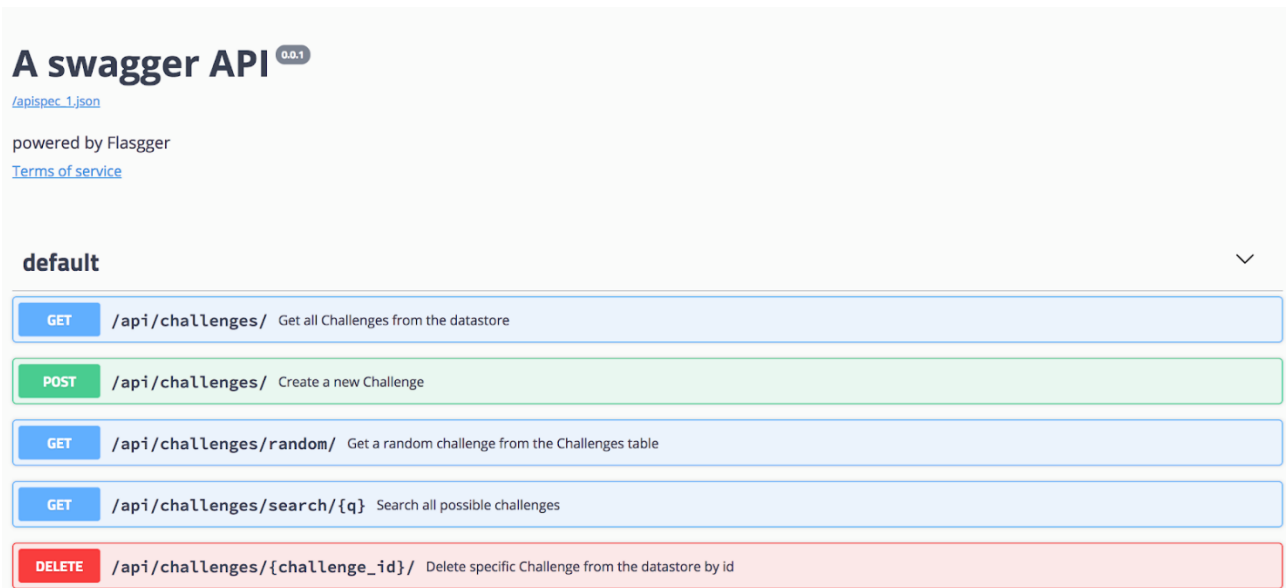 A swagger API 0.0.1
/apispec_1.json
powered by Flasgger
Terms of service
default
GET /api/challenges/ Get all Challenges from the datastore
POST /api/challenges/ Create a new Challenge
GET /api/challenges/random/ Get a random challenge from the Challenges table
GET /api/challenges/search/{q} Search all possible challenges
DELETE /api/challenges/{challenge_id}/ Delete specific Challenge from the datastore by id